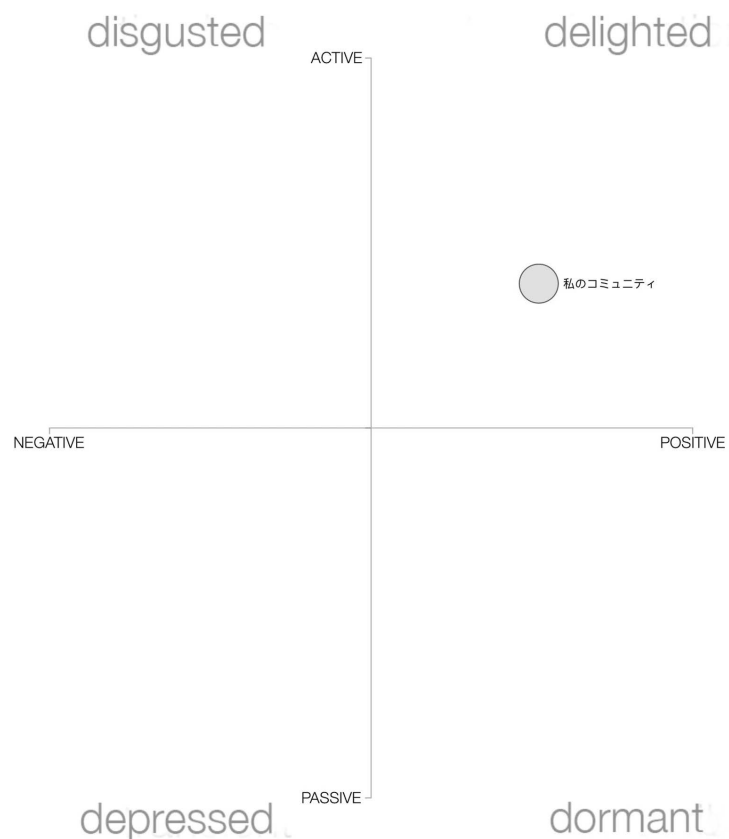 disgusted
delighted
ACTIVE
私のコミュニティ
NEGATIVE
POSITIVE
PASSIVE
depressed
dormant